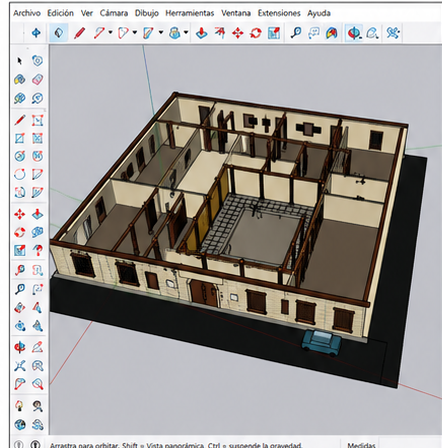 Archivo Edición Ver Cámara Dibujo Herramientas Ventana Extensiones Ayuda
Arrastra para orbitar. Shift = Vista panorámica, Ctrl = suspende la gravedad. Medidas